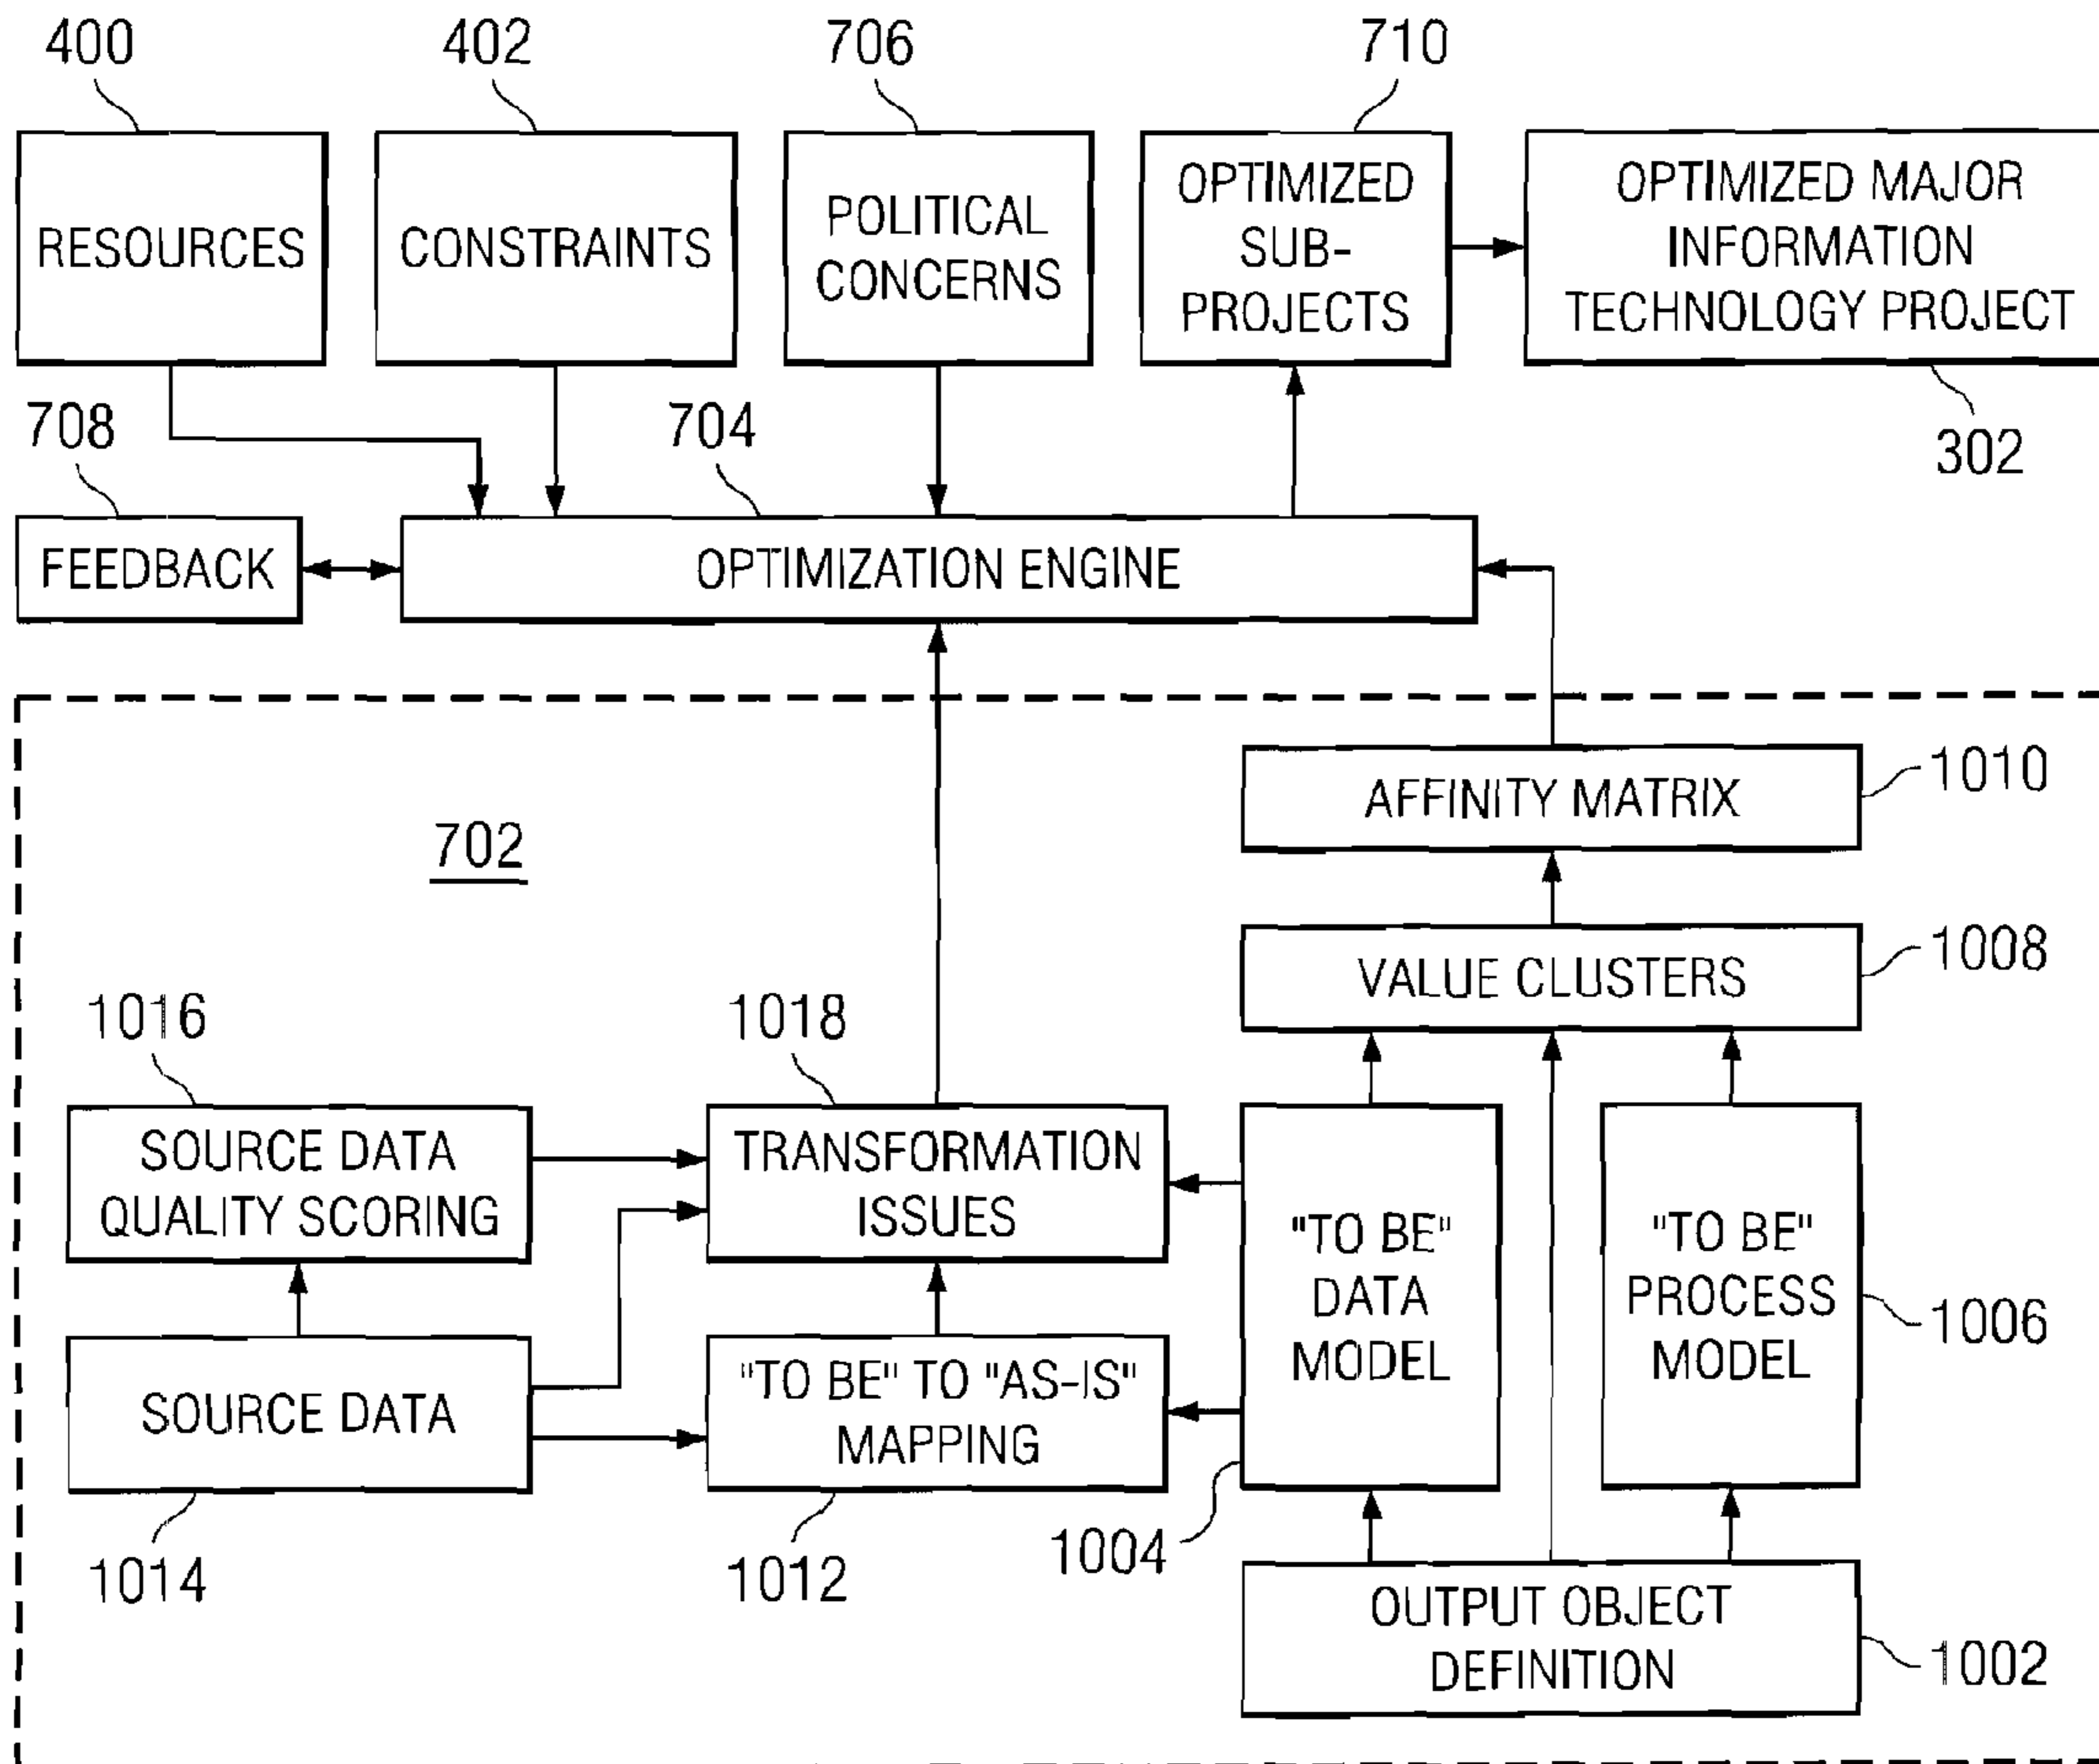 400
402
706
710
RESOURCES
CONSTRAINTS
POLITICAL
CONCERNS
OPTIMIZED
SUB-
PROJECTS
OPTIMIZED MAJOR
INFORMATION
TECHNOLOGY PROJECT
302
708
704
FEEDBACK
OPTIMIZATION ENGINE
702
AFFINITY MATRIX
1010
VALUE CLUSTERS
1008
1016
1018
SOURCE DATA
QUALITY SCORING
TRANSFORMATION
ISSUES
"TO BE"
DATA
MODEL
"TO BE"
PROCESS
MODEL
1006
SOURCE DATA
"TO BE" TO "AS-IS"
MAPPING
1014
1012
1004
OUTPUT OBJECT
DEFINITION
1002